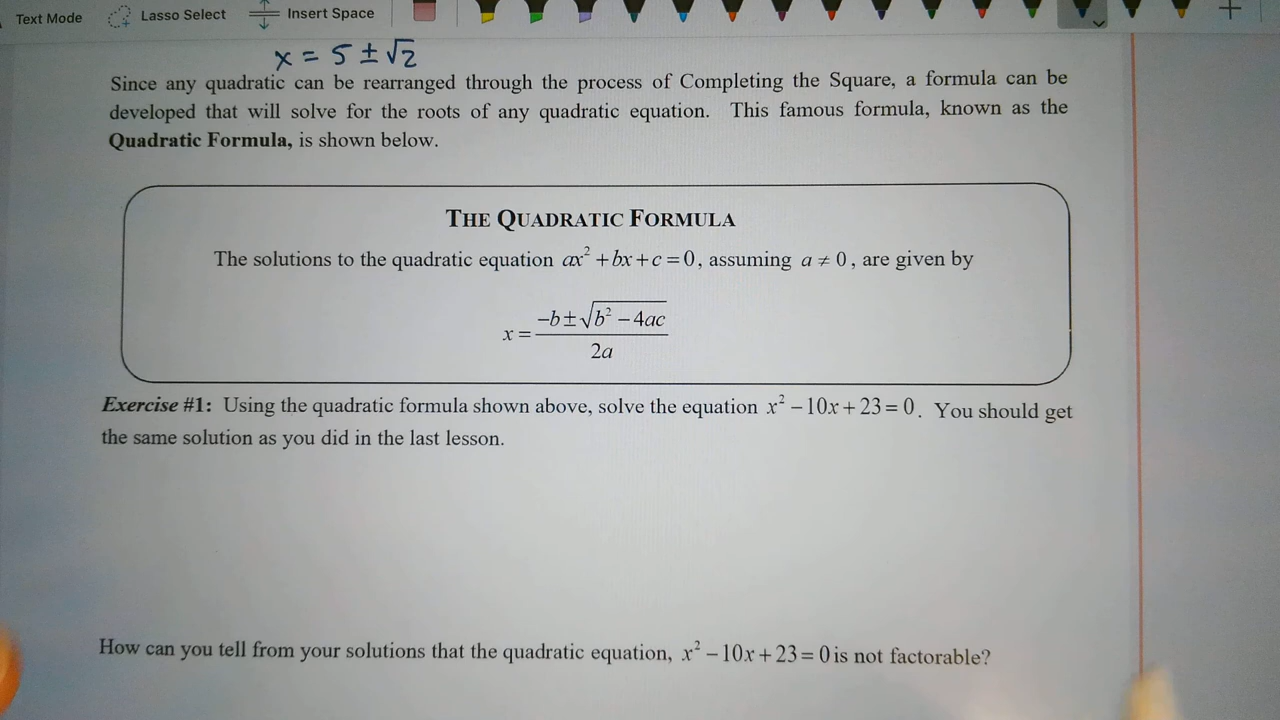 Text Mode Lasso Select Insert Space
x = 5 ± √2
Since any quadratic can be rearranged through the process of Completing the Square, a formula can be
developed that will solve for the roots of any quadratic equation. This famous formula, known as the
Quadratic Formula, is shown below.
THE QUADRATIC FORMULA
The solutions to the quadratic equation ax² + bx + c = 0, assuming a ≠ 0, are given by
x = (−b ± √(b² − 4ac)) / 2a
Exercise #1: Using the quadratic formula shown above, solve the equation x² − 10x + 23 = 0. You should get
the same solution as you did in the last lesson.
How can you tell from your solutions that the quadratic equation, x² − 10x + 23 = 0 is not factorable?